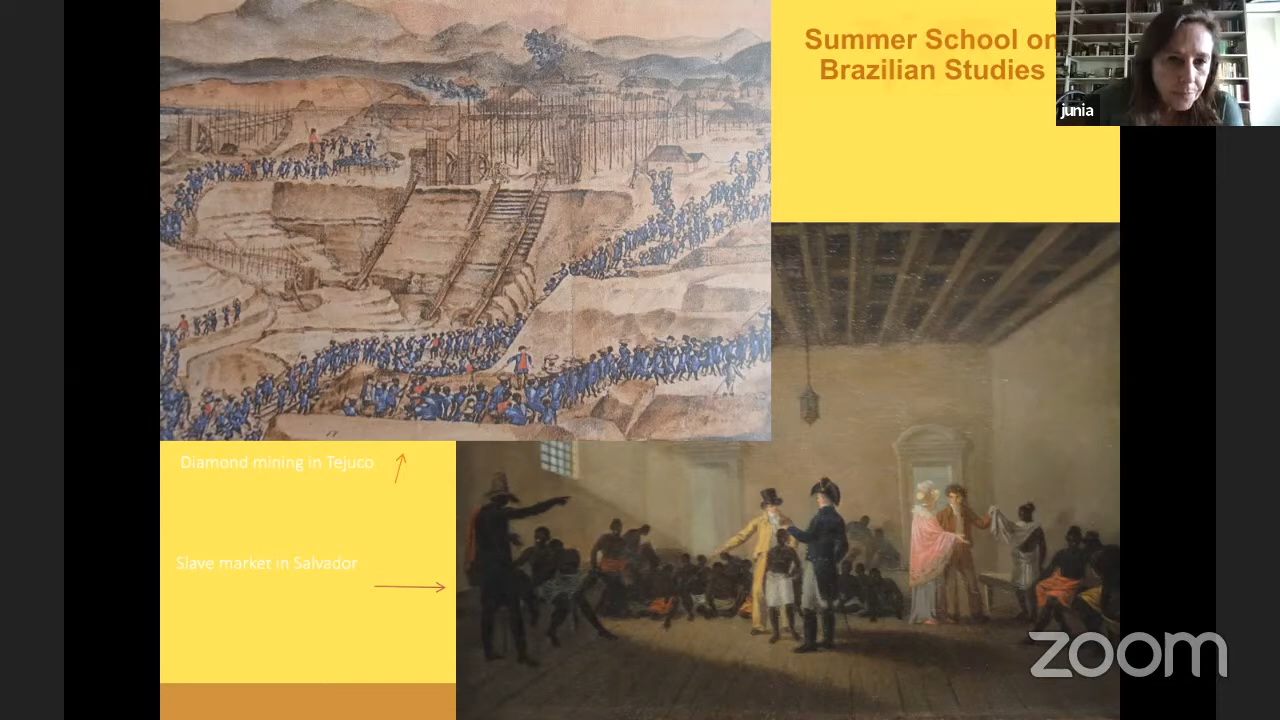 Summer School on
Brazilian Studies
junia
Diamond mining in Tejuco
Slave market in Salvador
zoom